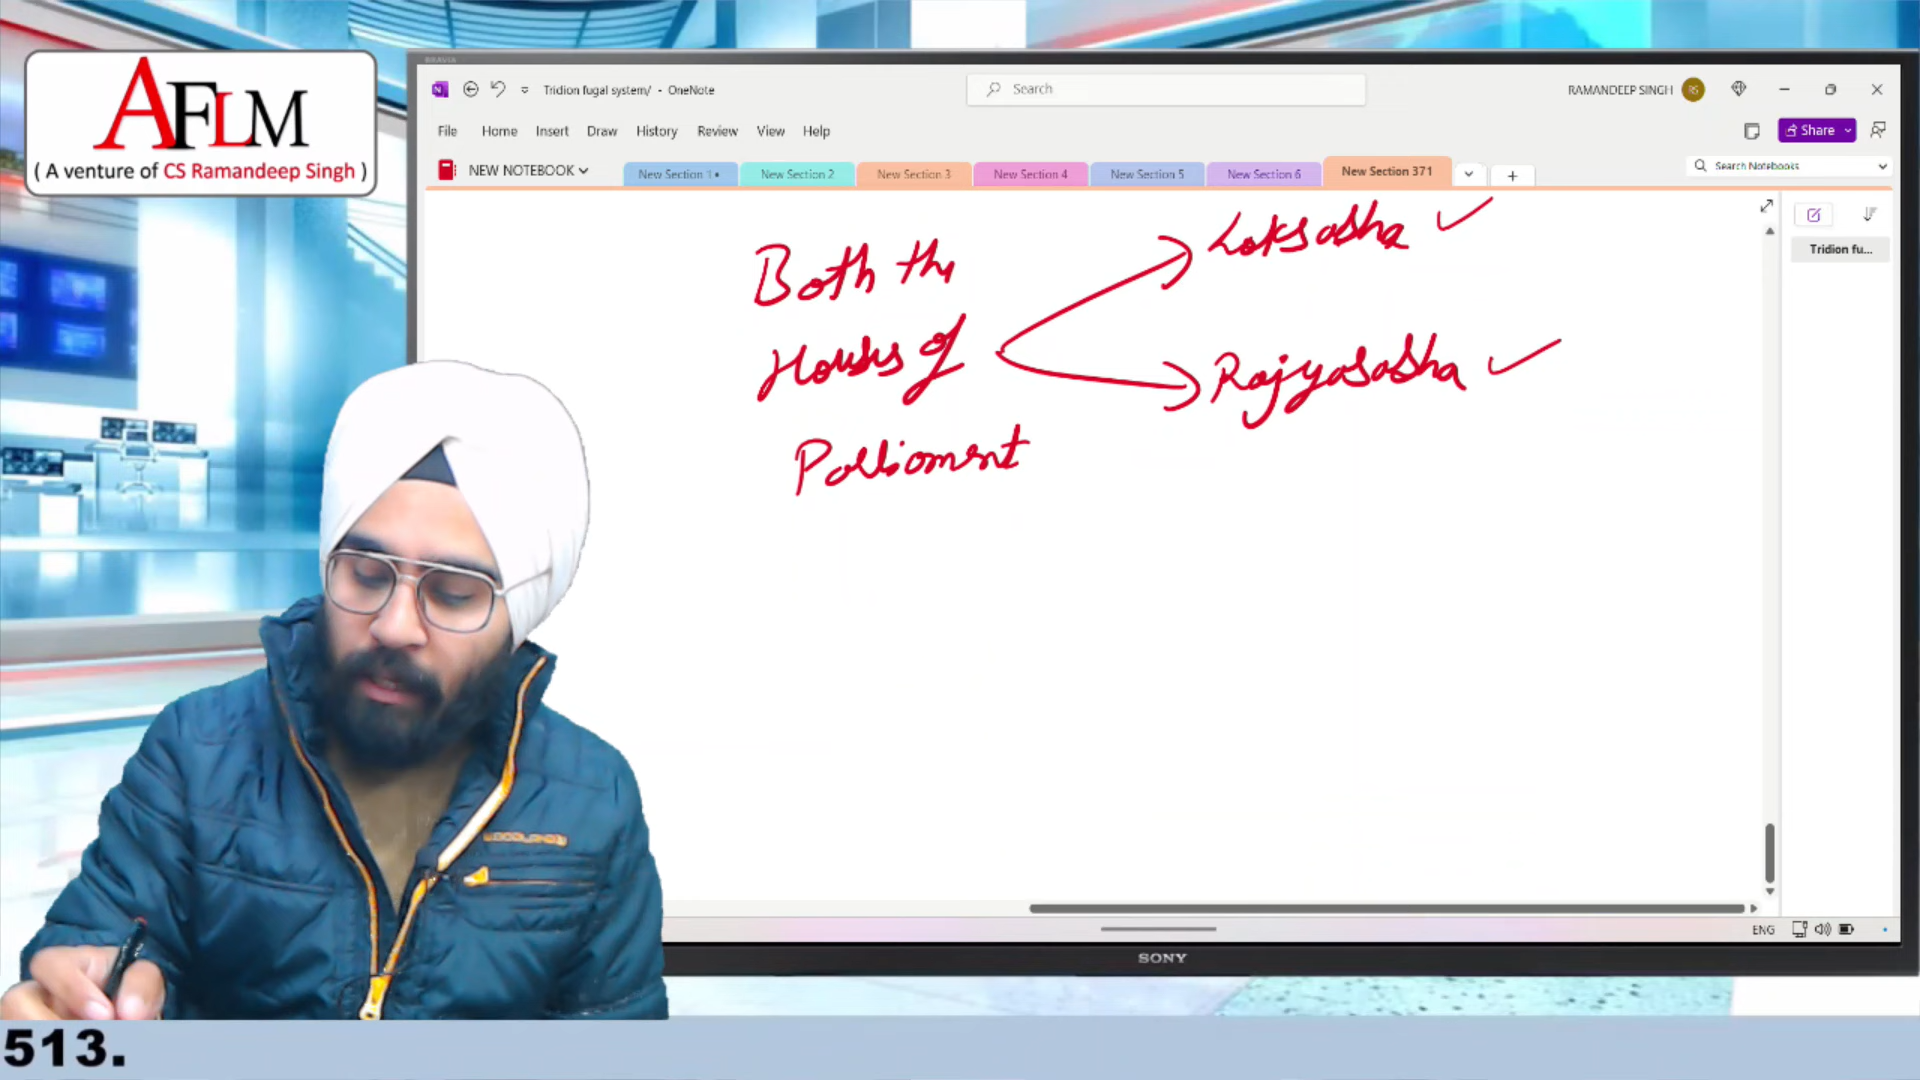 AFLM
( A venture of CS Ramandeep Singh )
BRAVIA
Tridion fugal system/ - OneNote
Search
RAMANDEEP SINGH
RS
File
Home
Insert
Draw
History
Review
View
Help
Share
NEW NOTEBOOK
New Section 1
New Section 2
New Section 3
New Section 4
New Section 5
New Section 6
New Section 371
+
Search Notebooks
Tridion fu...
Both the
Houses of
Parliament
Loksabha ✓
Rajyasabha ✓
ENG
SONY
513.